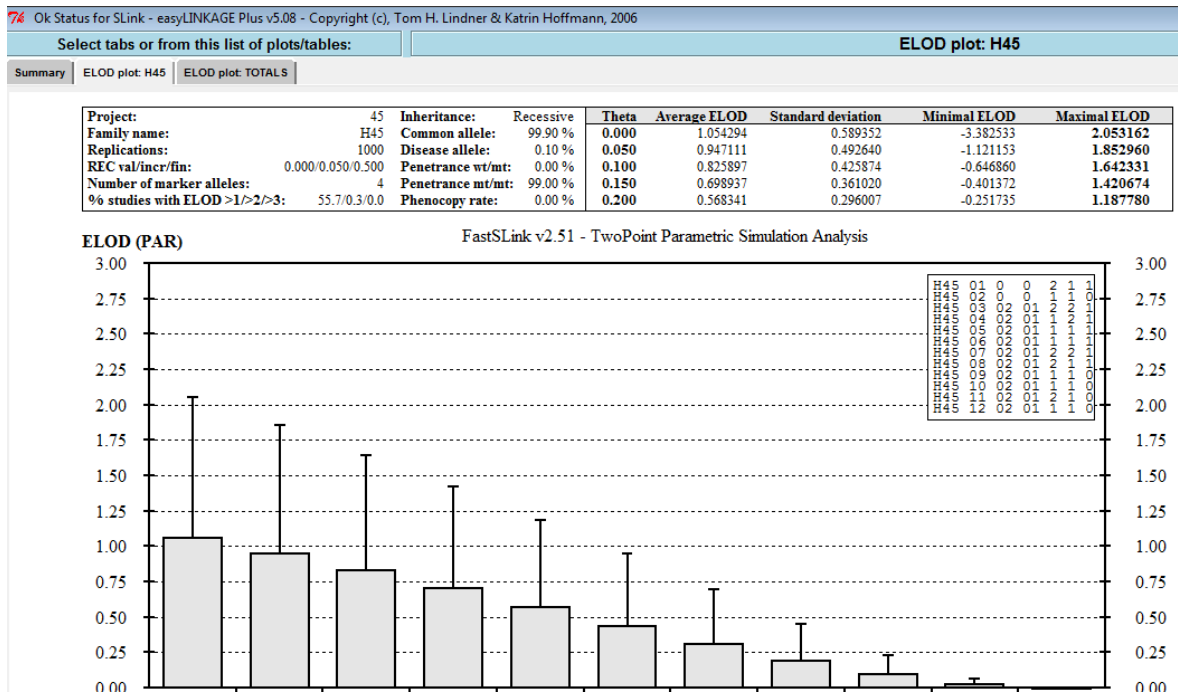 Ok Status for SLink - easyLINKAGE Plus v5.08 - Copyright (c), Tom H. Lindner & Katrin Hoffmann, 2006
Select tabs or from this list of plots/tables: ELOD plot: H45
Summary ELOD plot: H45 ELOD plot: TOTALS
Project: 45 Inheritance: Recessive Theta Average ELOD Standard deviation Minimal ELOD Maximal ELOD
Family name: H45 Common allele: 99.90 % 0.000 1.054294 0.589352 -3.382533 2.053162
Replications: 1000 Disease allele: 0.10 % 0.050 0.947111 0.492640 -1.121153 1.852960
REC val/incr/fin: 0.000/0.050/0.500 Penetrance wt/mt: 0.00 % 0.100 0.825897 0.425874 -0.646860 1.642331
Number of marker alleles: 4 Penetrance mt/mt: 99.00 % 0.150 0.698937 0.361020 -0.401372 1.420674
% studies with ELOD >1/>2/>3: 55.7/0.3/0.0 Phenocopy rate: 0.00 % 0.200 0.568341 0.296007 -0.251735 1.187780
ELOD (PAR) FastSLink v2.51 - TwoPoint Parametric Simulation Analysis
3.00 3.00
H45 01 0 0 2 1 1
H45 02 0 0 1 1 0
2.75 2.75
H45 03 02 01 2 2 1
H45 04 02 01 1 2 1
2.50 2.50
H45 05 02 01 1 1 1
H45 06 02 01 1 1 1
H45 07 02 01 2 2 1
2.25 2.25
H45 08 02 01 2 1 1
H45 09 02 01 1 1 0
H45 10 02 01 1 1 0
H45 11 02 01 2 1 0
2.00 2.00
H45 12 02 01 1 1 0
1.75 1.75
1.50 1.50
1.25 1.25
1.00 1.00
0.75 0.75
0.50 0.50
0.25 0.25
0.00 0.00